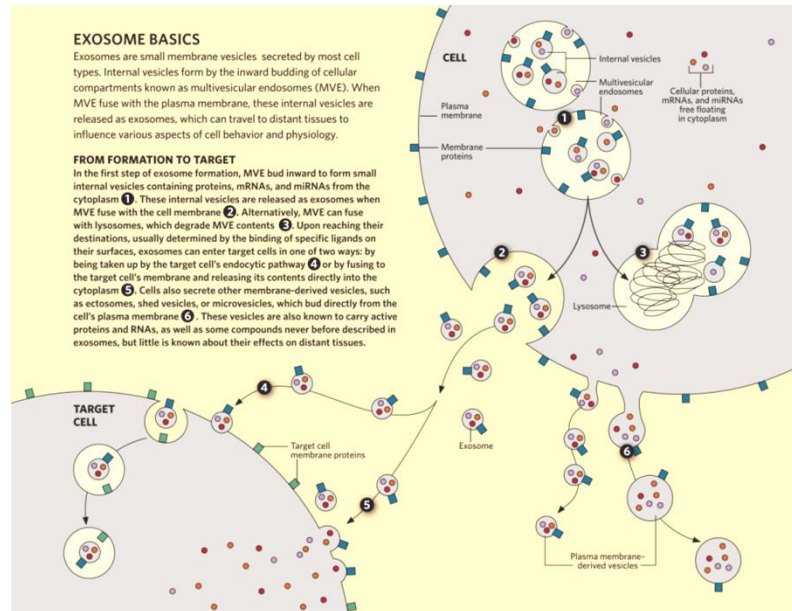 EXOSOME BASICS
Exosomes are small membrane vesicles secreted by most cell
types. Internal vesicles form by the inward budding of cellular
compartments known as multivesicular endosomes (MVE). When
MVE fuse with the plasma membrane, these internal vesicles are
released as exosomes, which can travel to distant tissues to
influence various aspects of cell behavior and physiology.
FROM FORMATION TO TARGET
In the first step of exosome formation, MVE bud inward to form small
internal vesicles containing proteins, mRNAs, and miRNAs from the
cytoplasm 1. These internal vesicles are released as exosomes when
MVE fuse with the cell membrane 2. Alternatively, MVE can fuse
with lysosomes, which degrade MVE contents 3. Upon reaching their
destinations, usually determined by the binding of specific ligands on
their surfaces, exosomes can enter target cells in one of two ways: by
being taken up by the target cell's endocytic pathway 4 or by fusing to
the target cell's membrane and releasing its contents directly into the
cytoplasm 5. Cells also secrete other membrane-derived vesicles, such
as ectosomes, shed vesicles, or microvesicles, which bud directly from the
cell's plasma membrane 6. These vesicles are also known to carry active
proteins and RNAs, as well as some compounds never before described in
exosomes, but little is known about their effects on distant tissues.
CELL
Internal vesicles
Multivesicular
endosomes
Cellular proteins,
mRNAs, and miRNAs
free floating
in cytoplasm
Plasma
membrane
1
Membrane
proteins
2
3
Lysosome
4
TARGET
CELL
Target cell
membrane proteins
Exosome
6
5
Plasma membrane–
derived vesicles